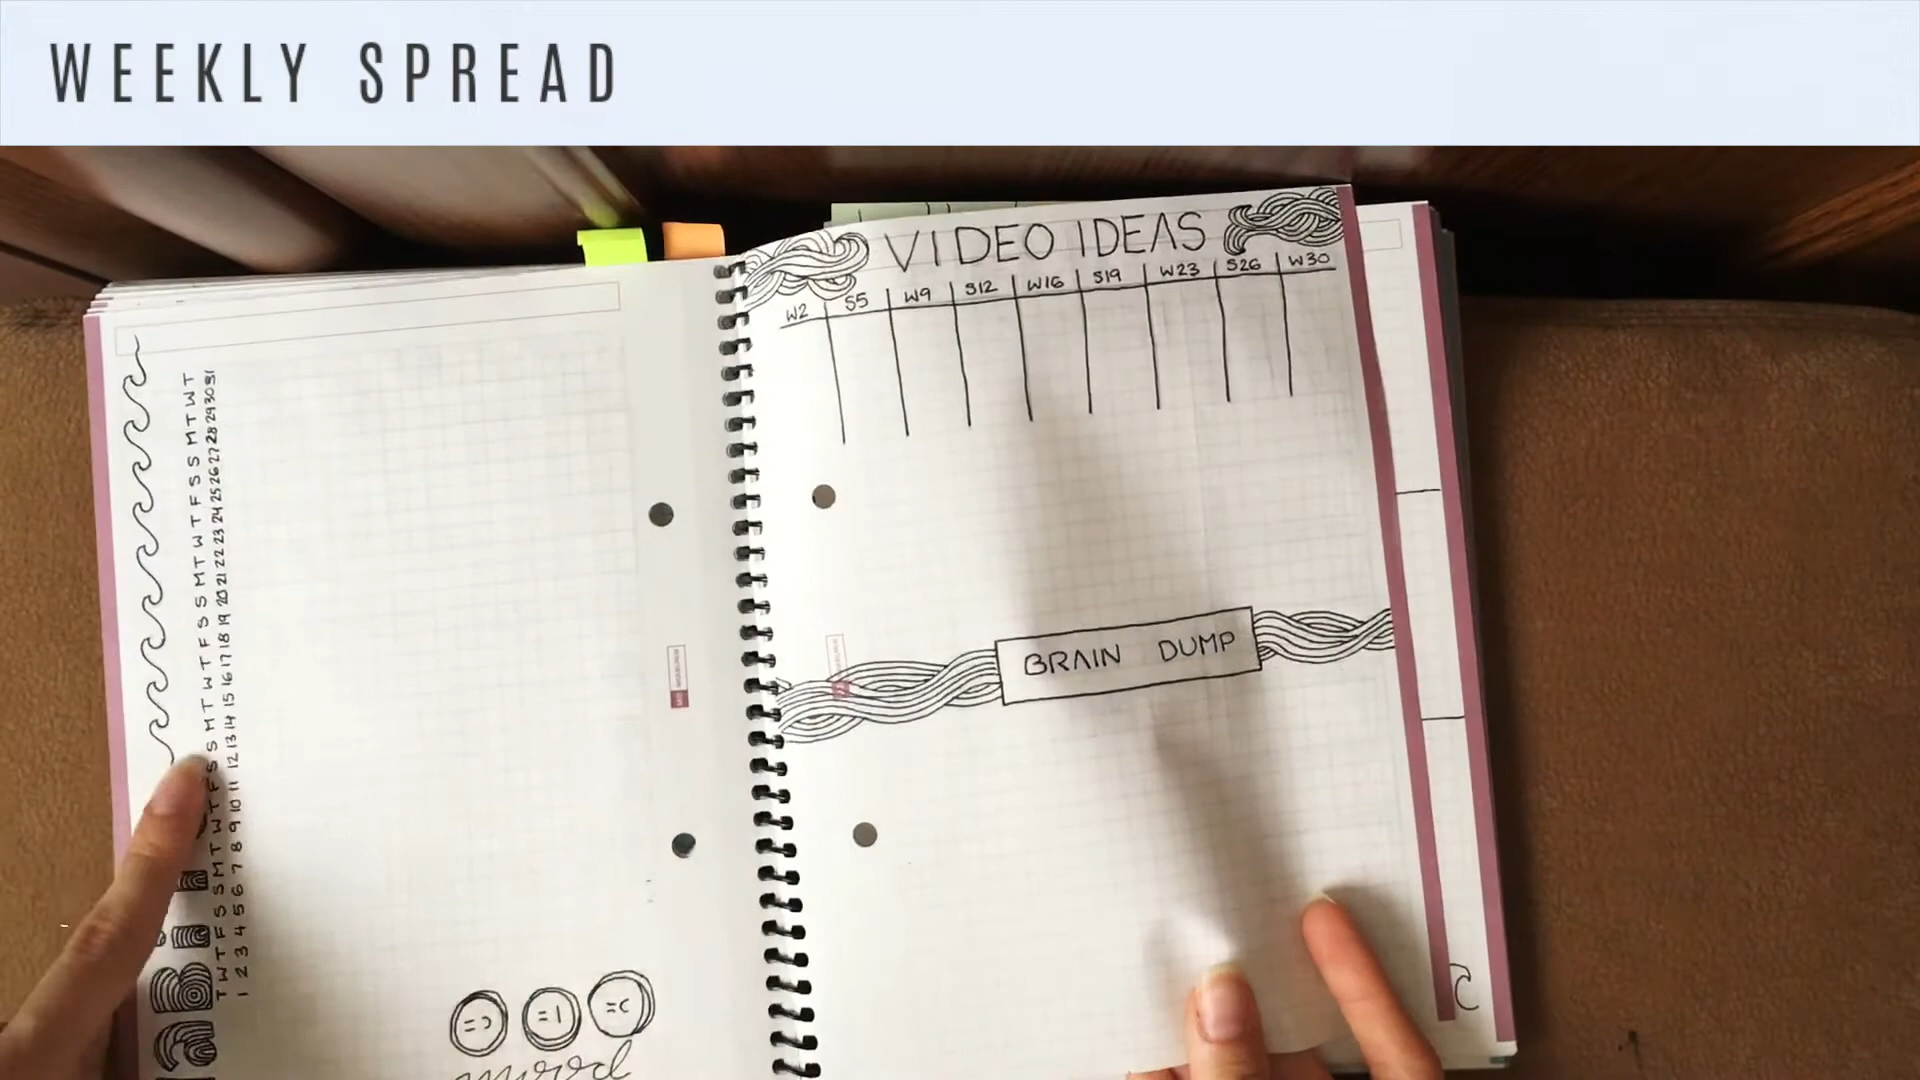 WEEKLY SPREAD
T W T F S S M T W T F S S M T W T F S S M T W T F S S M T W T
1 2 3 4 5 6 7 8 9 10 11 12 13 14 15 16 17 18 19 20 21 22 23 24 25 26 27 28 29 30 31
=) =I =(
mood
VIDEO IDEAS
W2 S5 W9 S12 W16 S19 W23 S26 W30
BRAIN DUMP